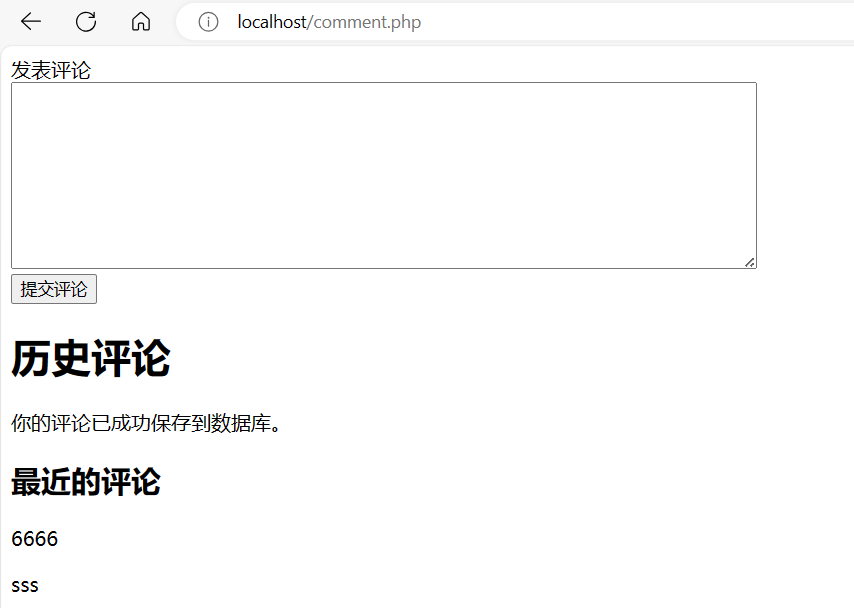 localhost/comment.php
发表评论
提交评论
历史评论
你的评论已成功保存到数据库。
最近的评论
6666
sss